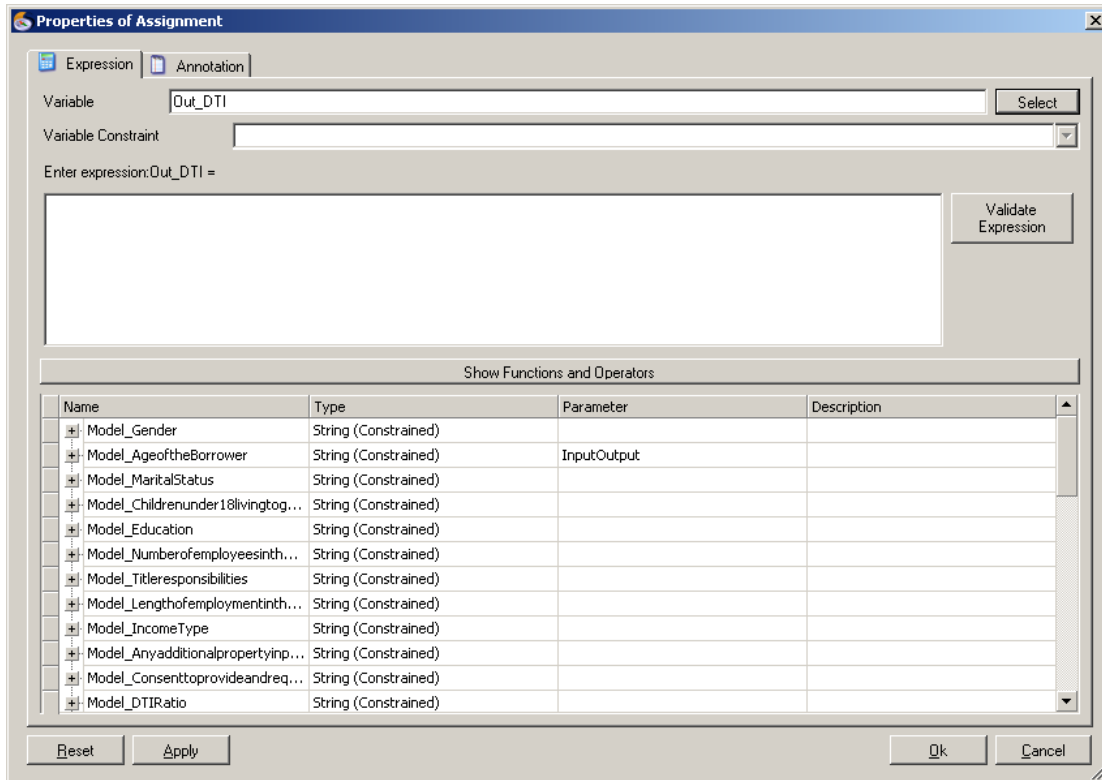 Properties of Assignment
Expression Annotation
Variable Out_DTI Select
Variable Constraint
Enter expression:Out_DTI =
Validate
Expression
Show Functions and Operators
Name Type Parameter Description
Model_Gender String (Constrained)
Model_AgeoftheBorrower String (Constrained) InputOutput
Model_MaritalStatus String (Constrained)
Model_Childrenunder18livingtog... String (Constrained)
Model_Education String (Constrained)
Model_Numberofemployeesinth... String (Constrained)
Model_Titleresponsibilities String (Constrained)
Model_Lengthofemploymentinth... String (Constrained)
Model_IncomeType String (Constrained)
Model_Anyadditionalpropertyinp... String (Constrained)
Model_Consenttoprovideandreq... String (Constrained)
Model_DTIRatio String (Constrained)
Reset Apply Ok Cancel